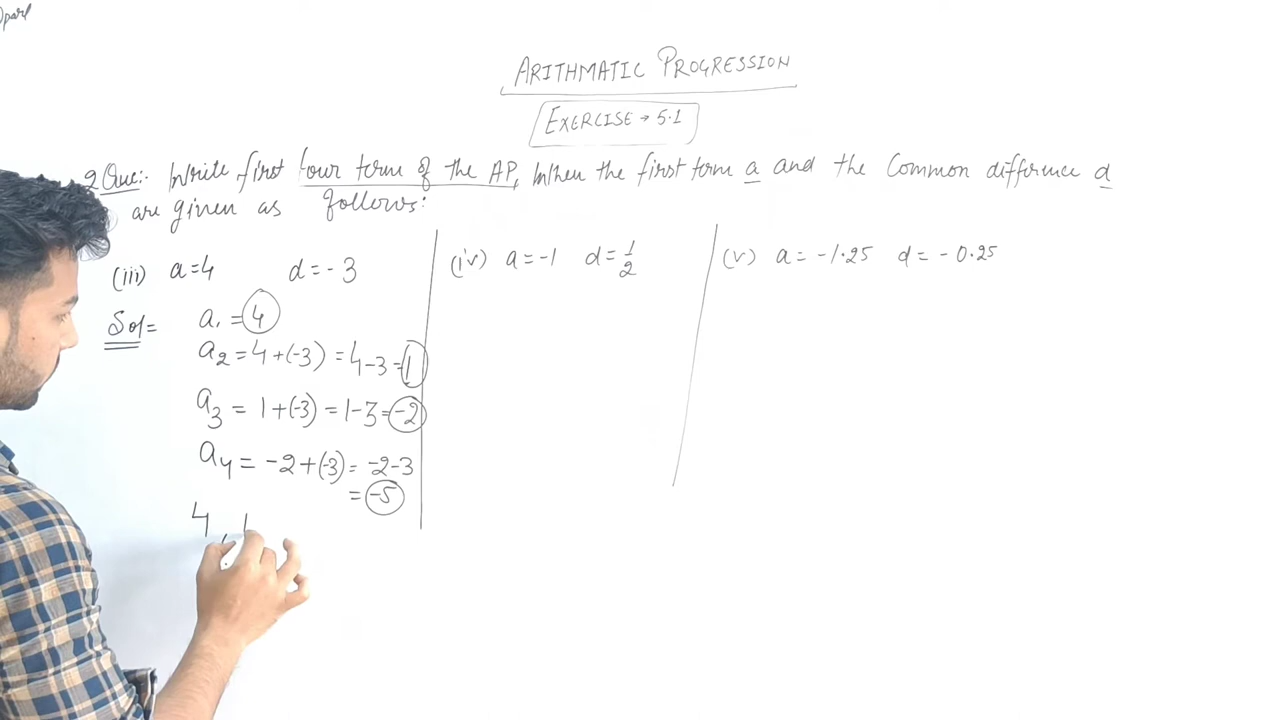 ARITHMATIC PROGRESSION
EXERCISE → 5.1
2 Que:- Write first four term of the AP, When the first term a and the Common difference d
are given as follows:
(iii) a=4 d=-3
Sol=
a₁ = 4
a₂ = 4+(-3) = 4-3 = 1
a₃ = 1+(-3) = 1-3 = -2
a₄ = -2+(-3) = -2-3
= -5
4, 1
(iv) a=-1 d=1/2
(v) a=-1.25 d=-0.25